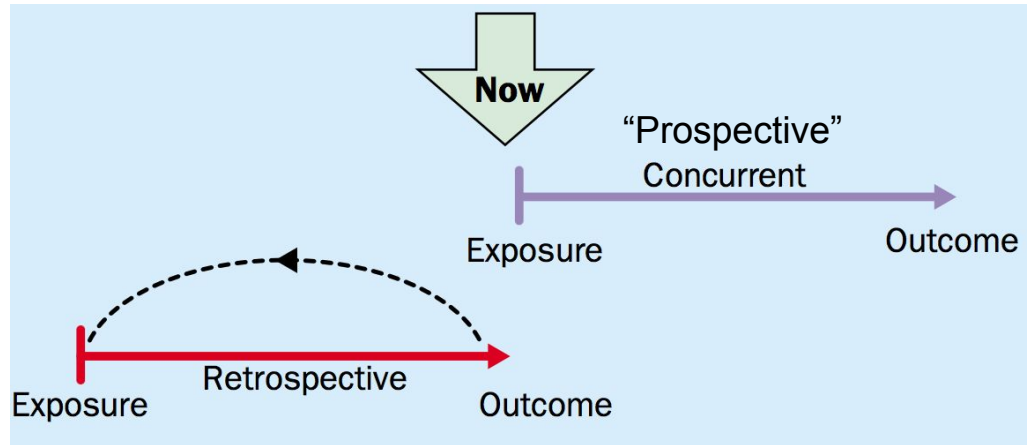 Now
“Prospective”
Concurrent
Exposure
Outcome
Retrospective
Exposure
Outcome